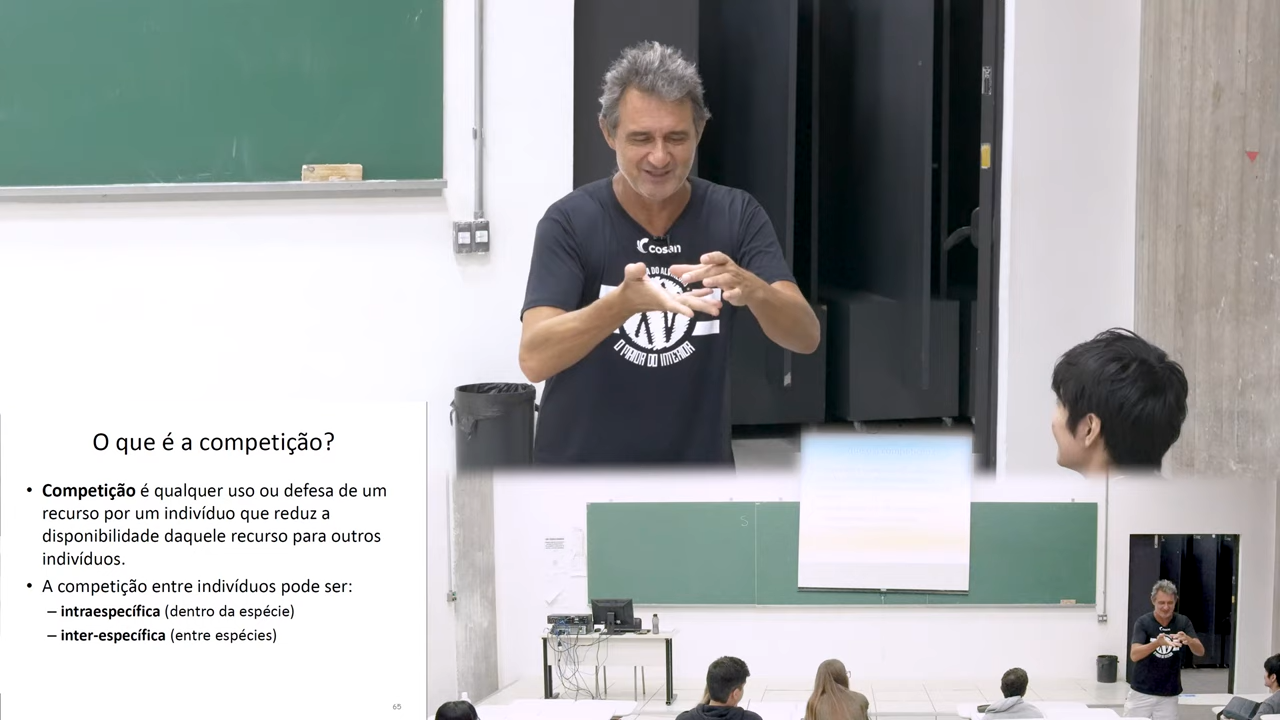 cosan
O MAIOR DO INTERIOR
O que é a competição?
• Competição é qualquer uso ou defesa de um
recurso por um indivíduo que reduz a
disponibilidade daquele recurso para outros
indivíduos.
• A competição entre indivíduos pode ser:
– intraespecífica (dentro da espécie)
– inter-específica (entre espécies)
65
cosan